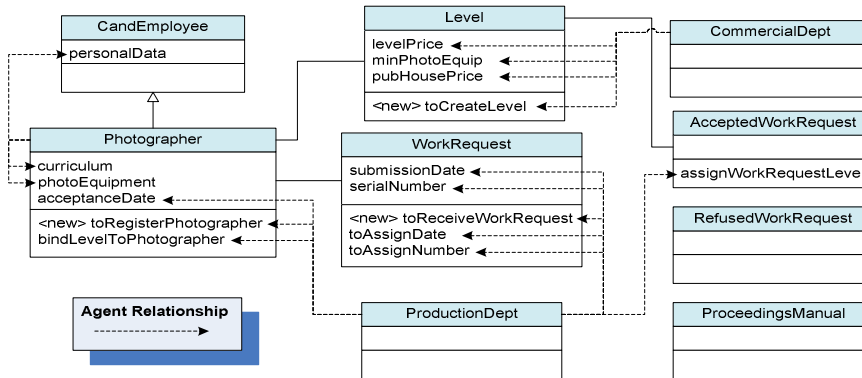 CandEmployee
personalData
Level
levelPrice
minPhotoEquip
pubHousePrice
<new> toCreateLevel
CommercialDept
Photographer
curriculum
photoEquipment
acceptanceDate
<new> toRegisterPhotographer
bindLevelToPhotographer
WorkRequest
submissionDate
serialNumber
<new> toReceiveWorkRequest
toAssignDate
toAssignNumber
AcceptedWorkRequest
assignWorkRequestLeve
RefusedWorkRequest
Agent Relationship
ProductionDept
ProceedingsManual